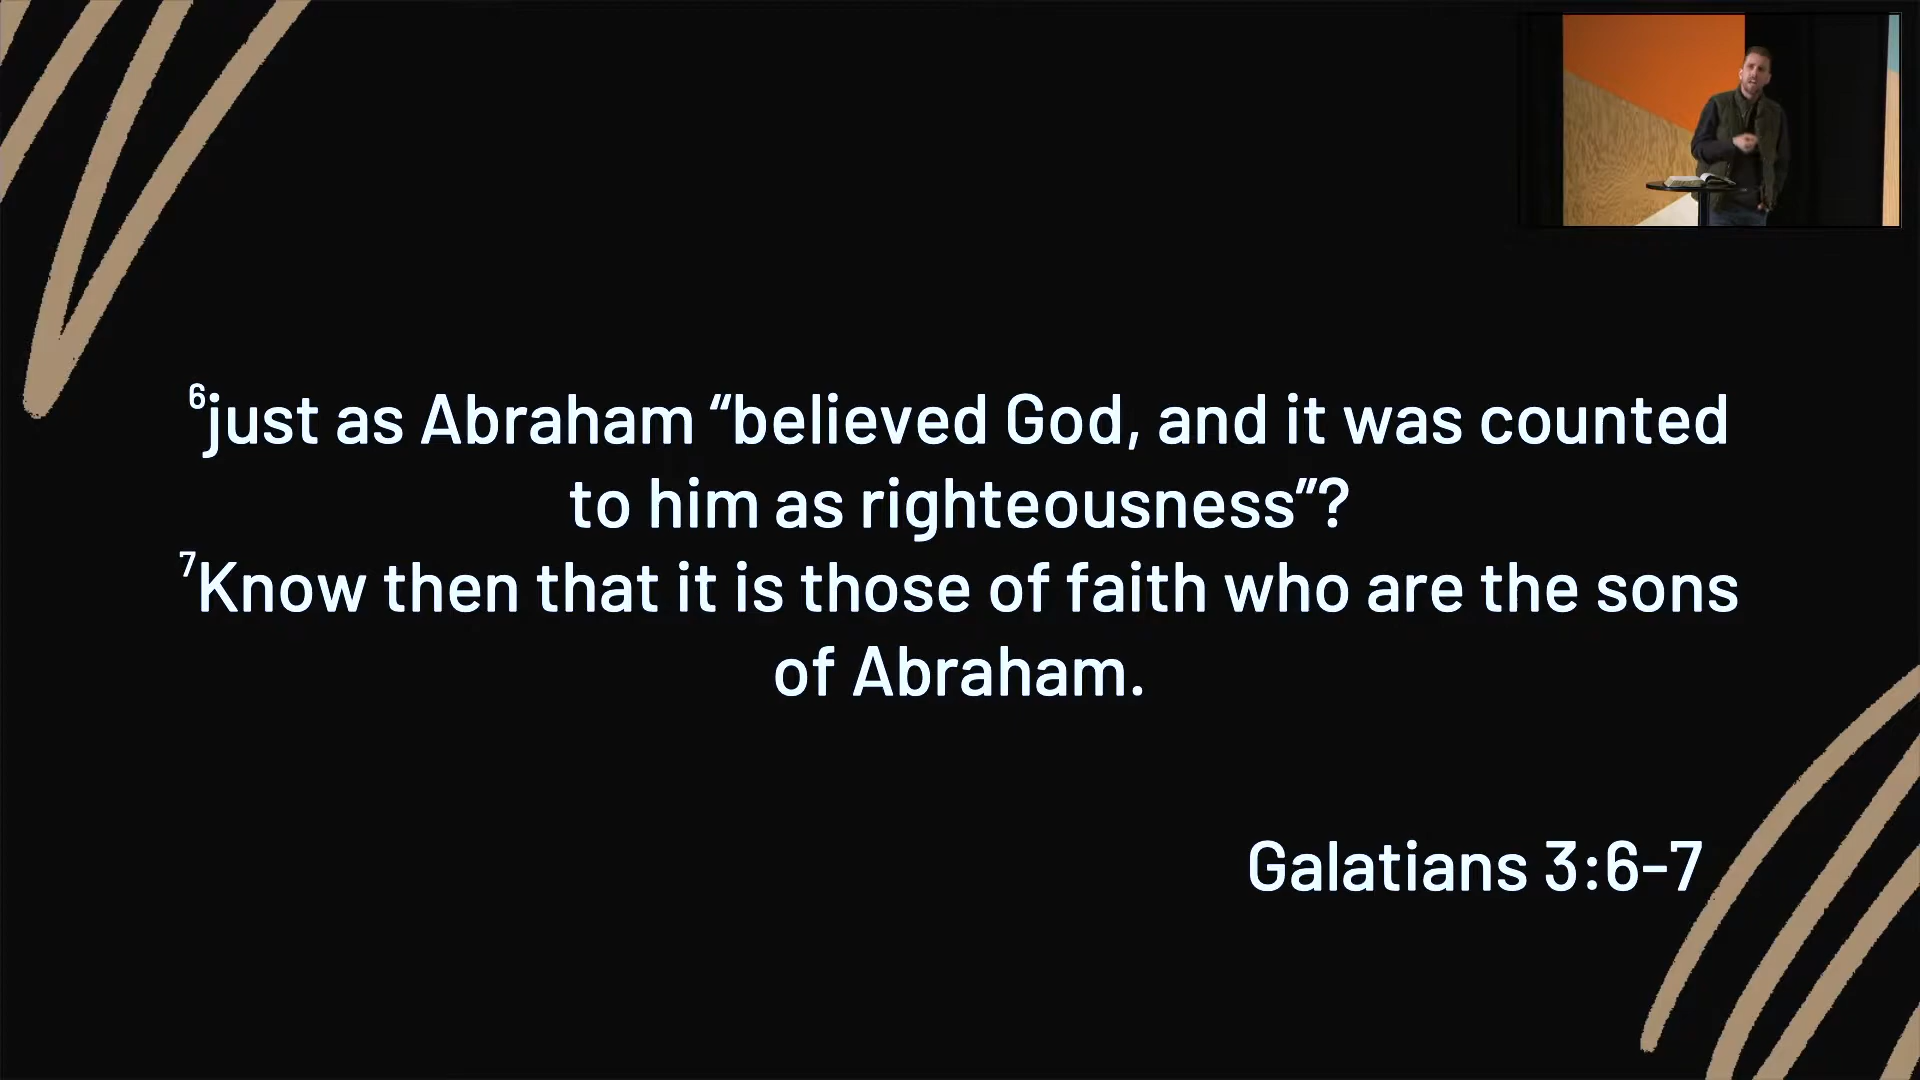 ⁶just as Abraham “believed God, and it was counted
to him as righteousness”?
⁷Know then that it is those of faith who are the sons
of Abraham.
Galatians 3:6–7